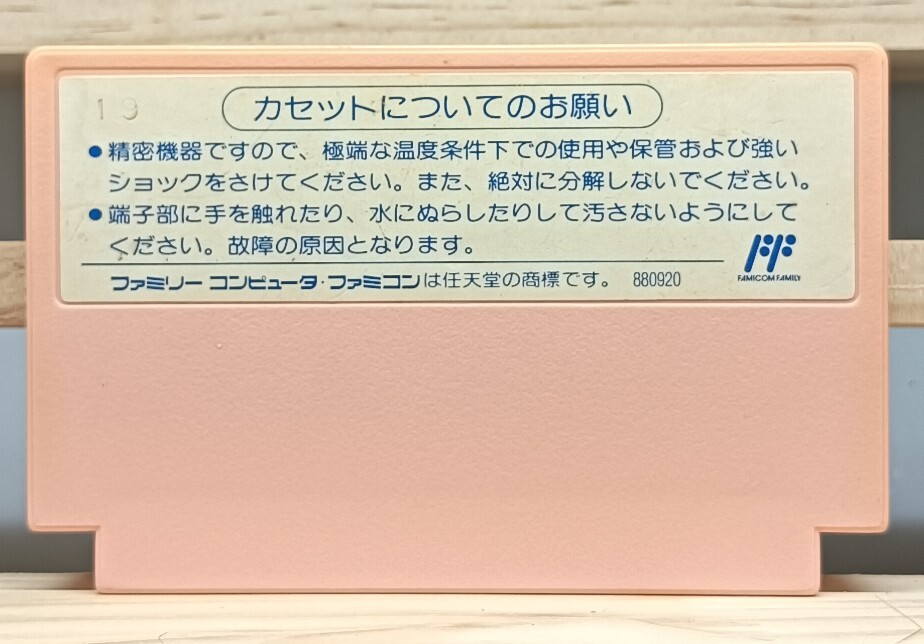 19
カセットについてのお願い
●精密機器ですので、極端な温度条件下での使用や保管および強い
ショックをさけてください。また、絶対に分解しないでください。
●端子部に手を触れたり、水にぬらしたりして汚さないようにして
ください。故障の原因となります。
ファミリー コンピュータ・ファミコンは任天堂の商標です。 880920
FAMICOM FAMILY